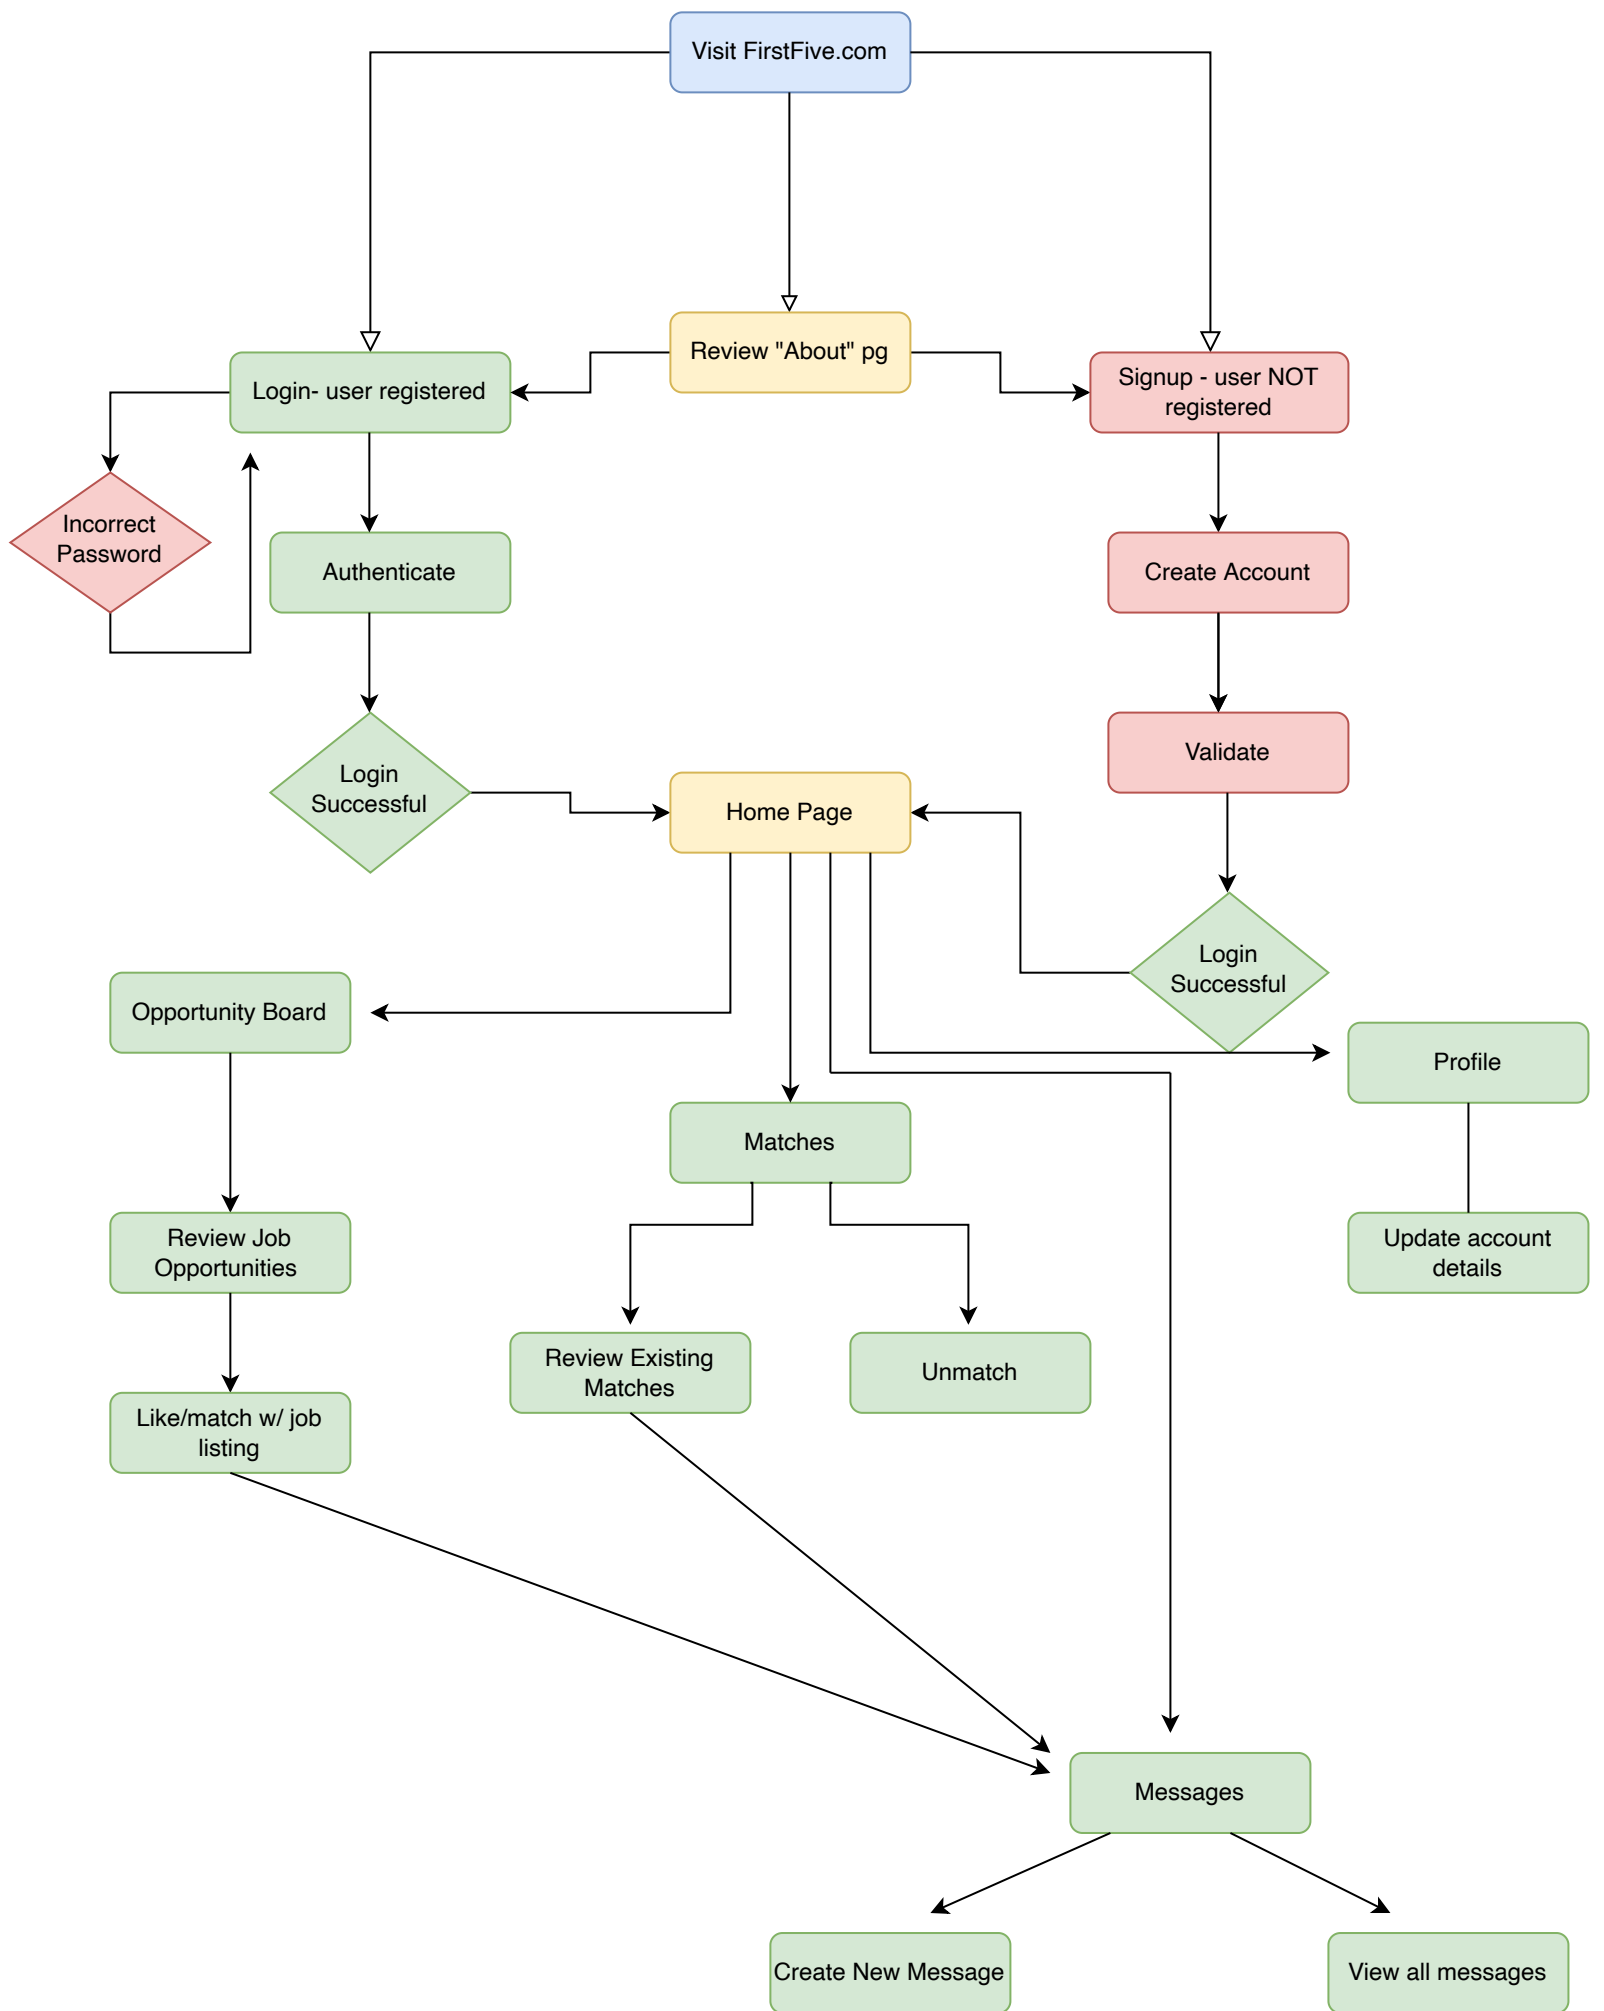 Visit FirstFive.com
Review "About" pg
Login- user registered
Signup - user NOT
registered
Incorrect
Password
Authenticate
Create Account
Validate
Login
Successful
Home Page
Login
Successful
Opportunity Board
Profile
Matches
Review Job
Opportunities
Update account
details
Review Existing
Matches
Unmatch
Like/match w/ job
listing
Messages
Create New Message
View all messages